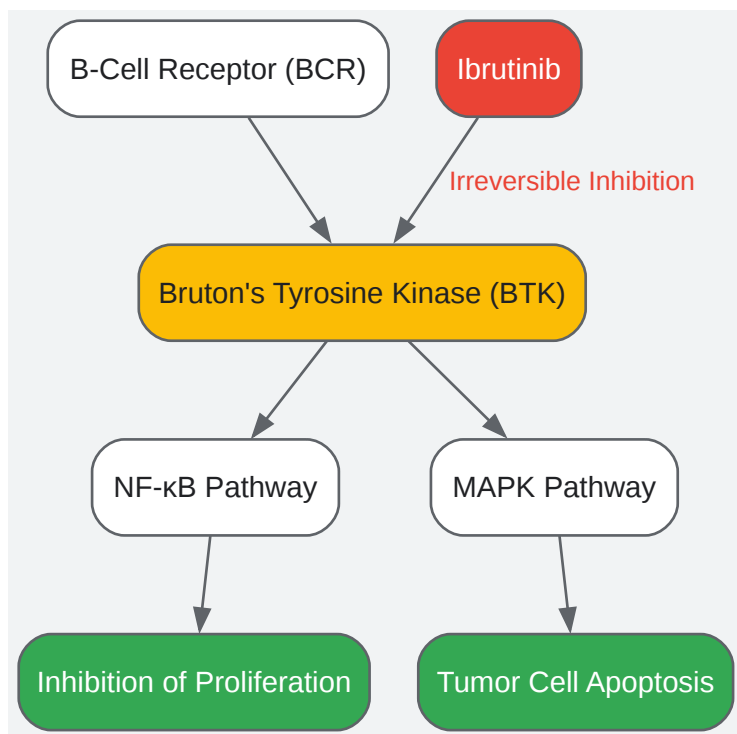 B-Cell Receptor (BCR)
Ibrutinib
Irreversible Inhibition
Bruton's Tyrosine Kinase (BTK)
NF-κB Pathway
MAPK Pathway
Inhibition of Proliferation
Tumor Cell Apoptosis